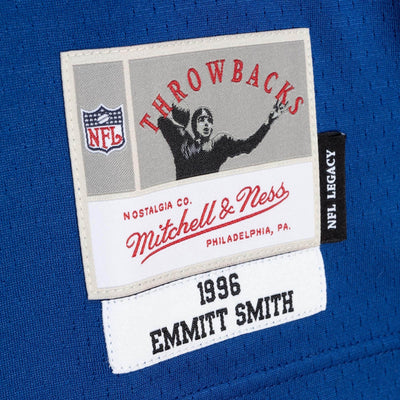 THROWBACKS
NFL
NOSTALGIA CO.
Mitchell & Ness
PHILADELPHIA, PA.
NFL LEGACY
1996
EMMITT SMITH